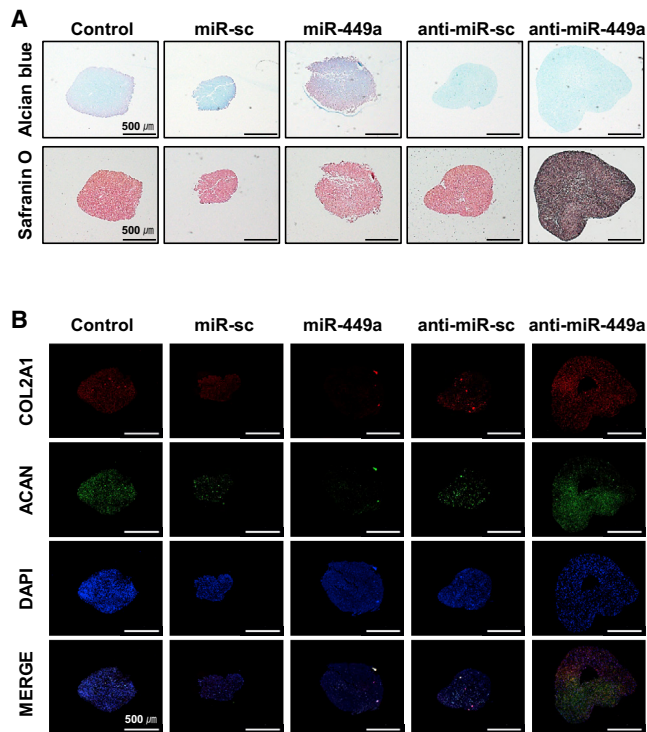 A
Control miR-sc miR-449a anti-miR-sc anti-miR-449a
Alcian blue
500 ㎛
Safranin O
500 ㎛
B
Control miR-sc miR-449a anti-miR-sc anti-miR-449a
COL2A1
ACAN
DAPI
MERGE
500 ㎛